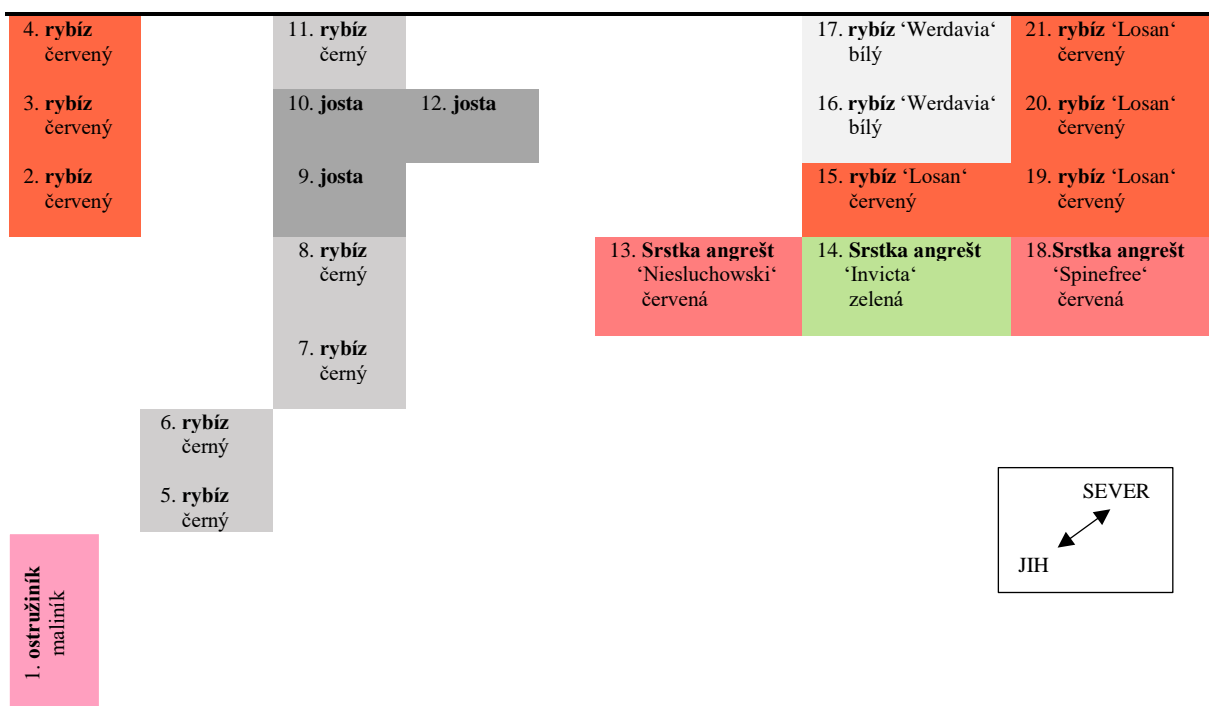 4. rybíz
červený
11. rybíz
černý
17. rybíz ‘Werdavia‘
bílý
21. rybíz ‘Losan‘
červený
3. rybíz
červený
10. josta
12. josta
16. rybíz ‘Werdavia‘
bílý
20. rybíz ‘Losan‘
červený
2. rybíz
červený
9. josta
15. rybíz ‘Losan‘
červený
19. rybíz ‘Losan‘
červený
8. rybíz
černý
13. Srstka angrešt
‘Niesluchowski‘
červená
14. Srstka angrešt
‘Invicta‘
zelená
18.Srstka angrešt
‘Spinefree‘
červená
7. rybíz
černý
6. rybíz
černý
5. rybíz
černý
SEVER
JIH
1. ostružiník
maliník